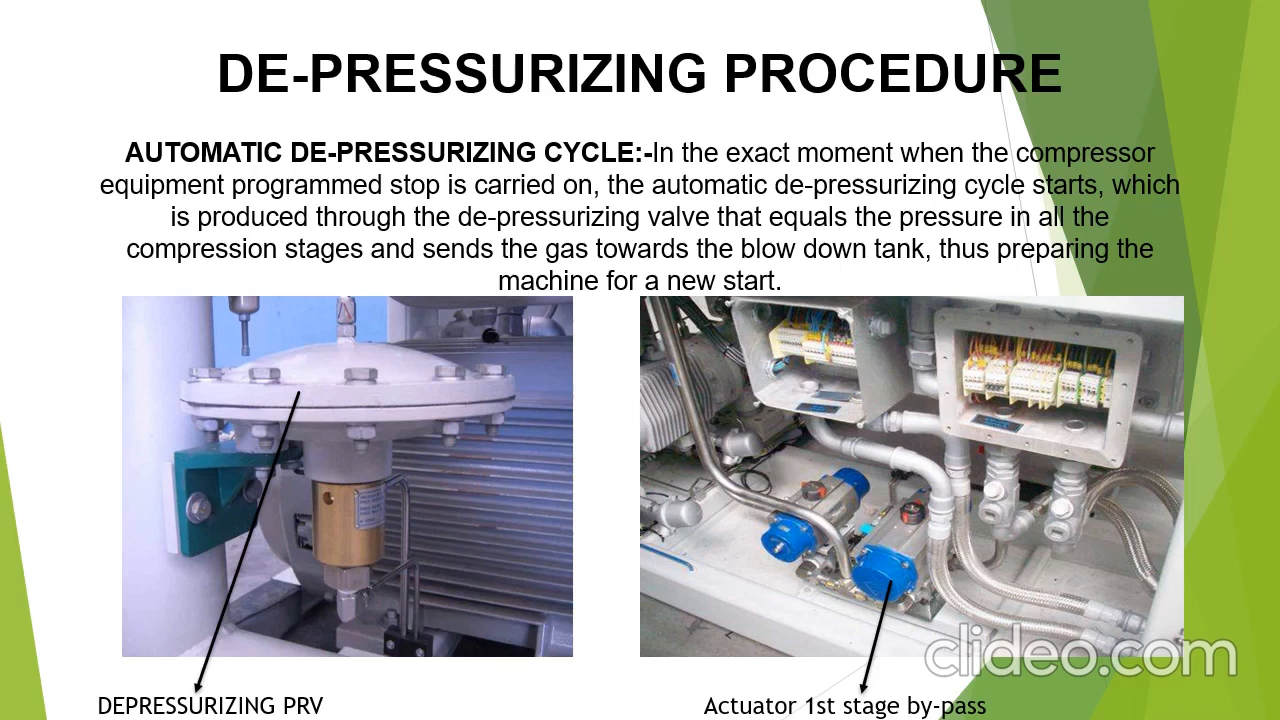 DE-PRESSURIZING PROCEDURE
AUTOMATIC DE-PRESSURIZING CYCLE:-In the exact moment when the compressor
equipment programmed stop is carried on, the automatic de-pressurizing cycle starts, which
is produced through the de-pressurizing valve that equals the pressure in all the
compression stages and sends the gas towards the blow down tank, thus preparing the
machine for a new start.
DEPRESSURIZING PRV
Actuator 1st stage by-pass
clideo.com